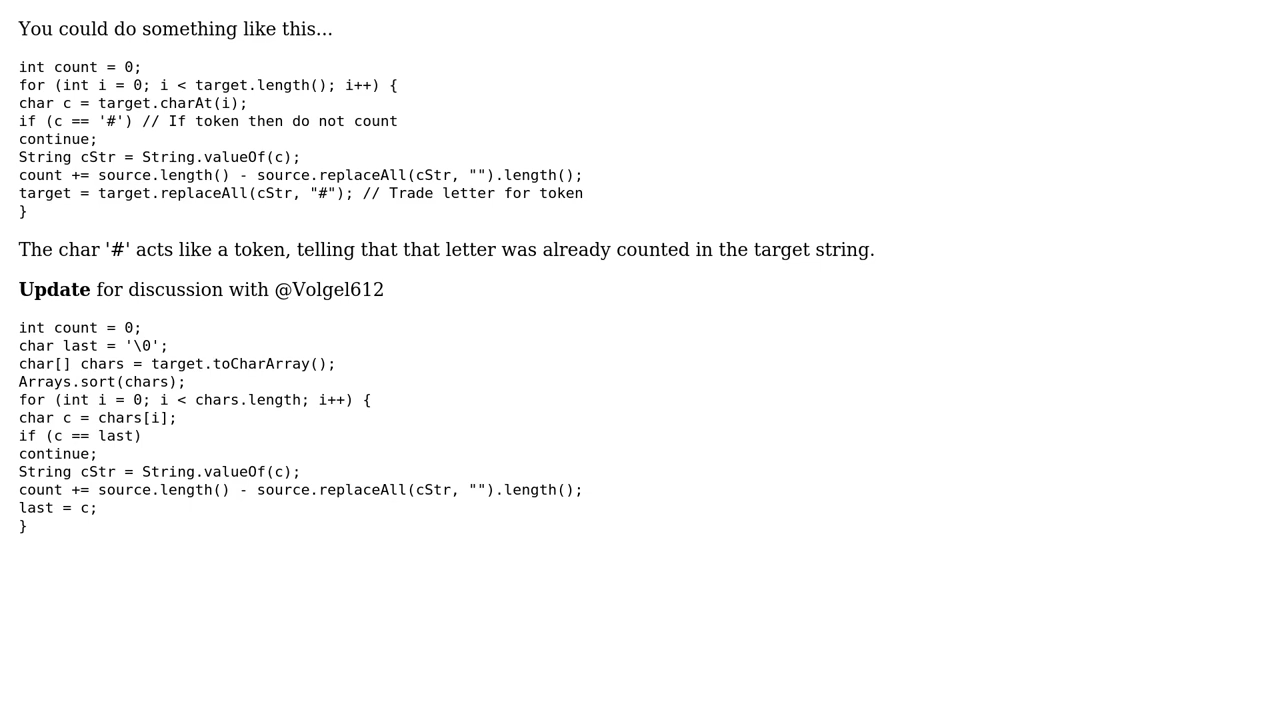 You could do something like this...
int count = 0;
for (int i = 0; i < target.length(); i++) {
char c = target.charAt(i);
if (c == '#') // If token then do not count
continue;
String cStr = String.valueOf(c);
count += source.length() - source.replaceAll(cStr, "").length();
target = target.replaceAll(cStr, "#"); // Trade letter for token
}
The char '#' acts like a token, telling that that letter was already counted in the target string.
Update for discussion with @Volgel612
int count = 0;
char last = '\0';
char[] chars = target.toCharArray();
Arrays.sort(chars);
for (int i = 0; i < chars.length; i++) {
char c = chars[i];
if (c == last)
continue;
String cStr = String.valueOf(c);
count += source.length() - source.replaceAll(cStr, "").length();
last = c;
}